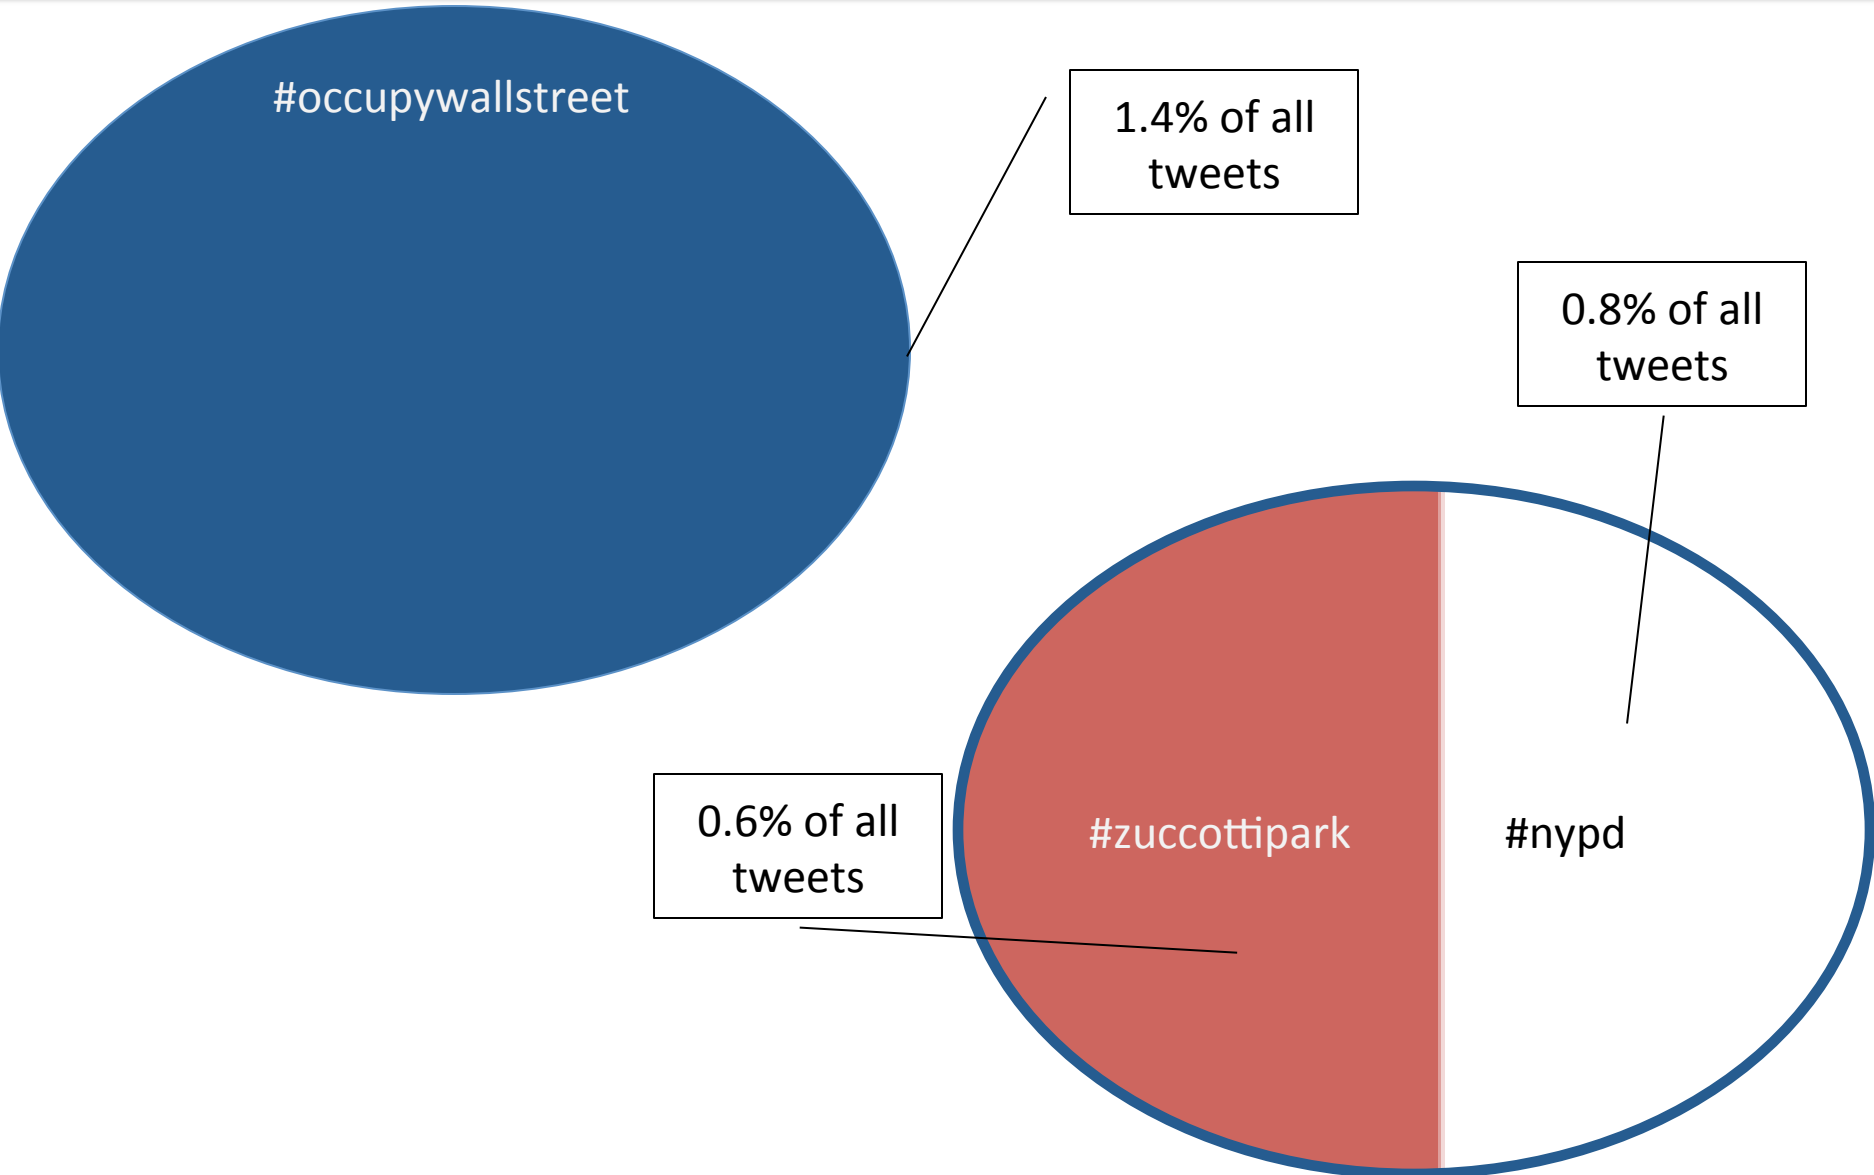 #occupywallstreet
1.4% of all
tweets
0.8% of all
tweets
0.6% of all
tweets
#zuccottipark
#nypd